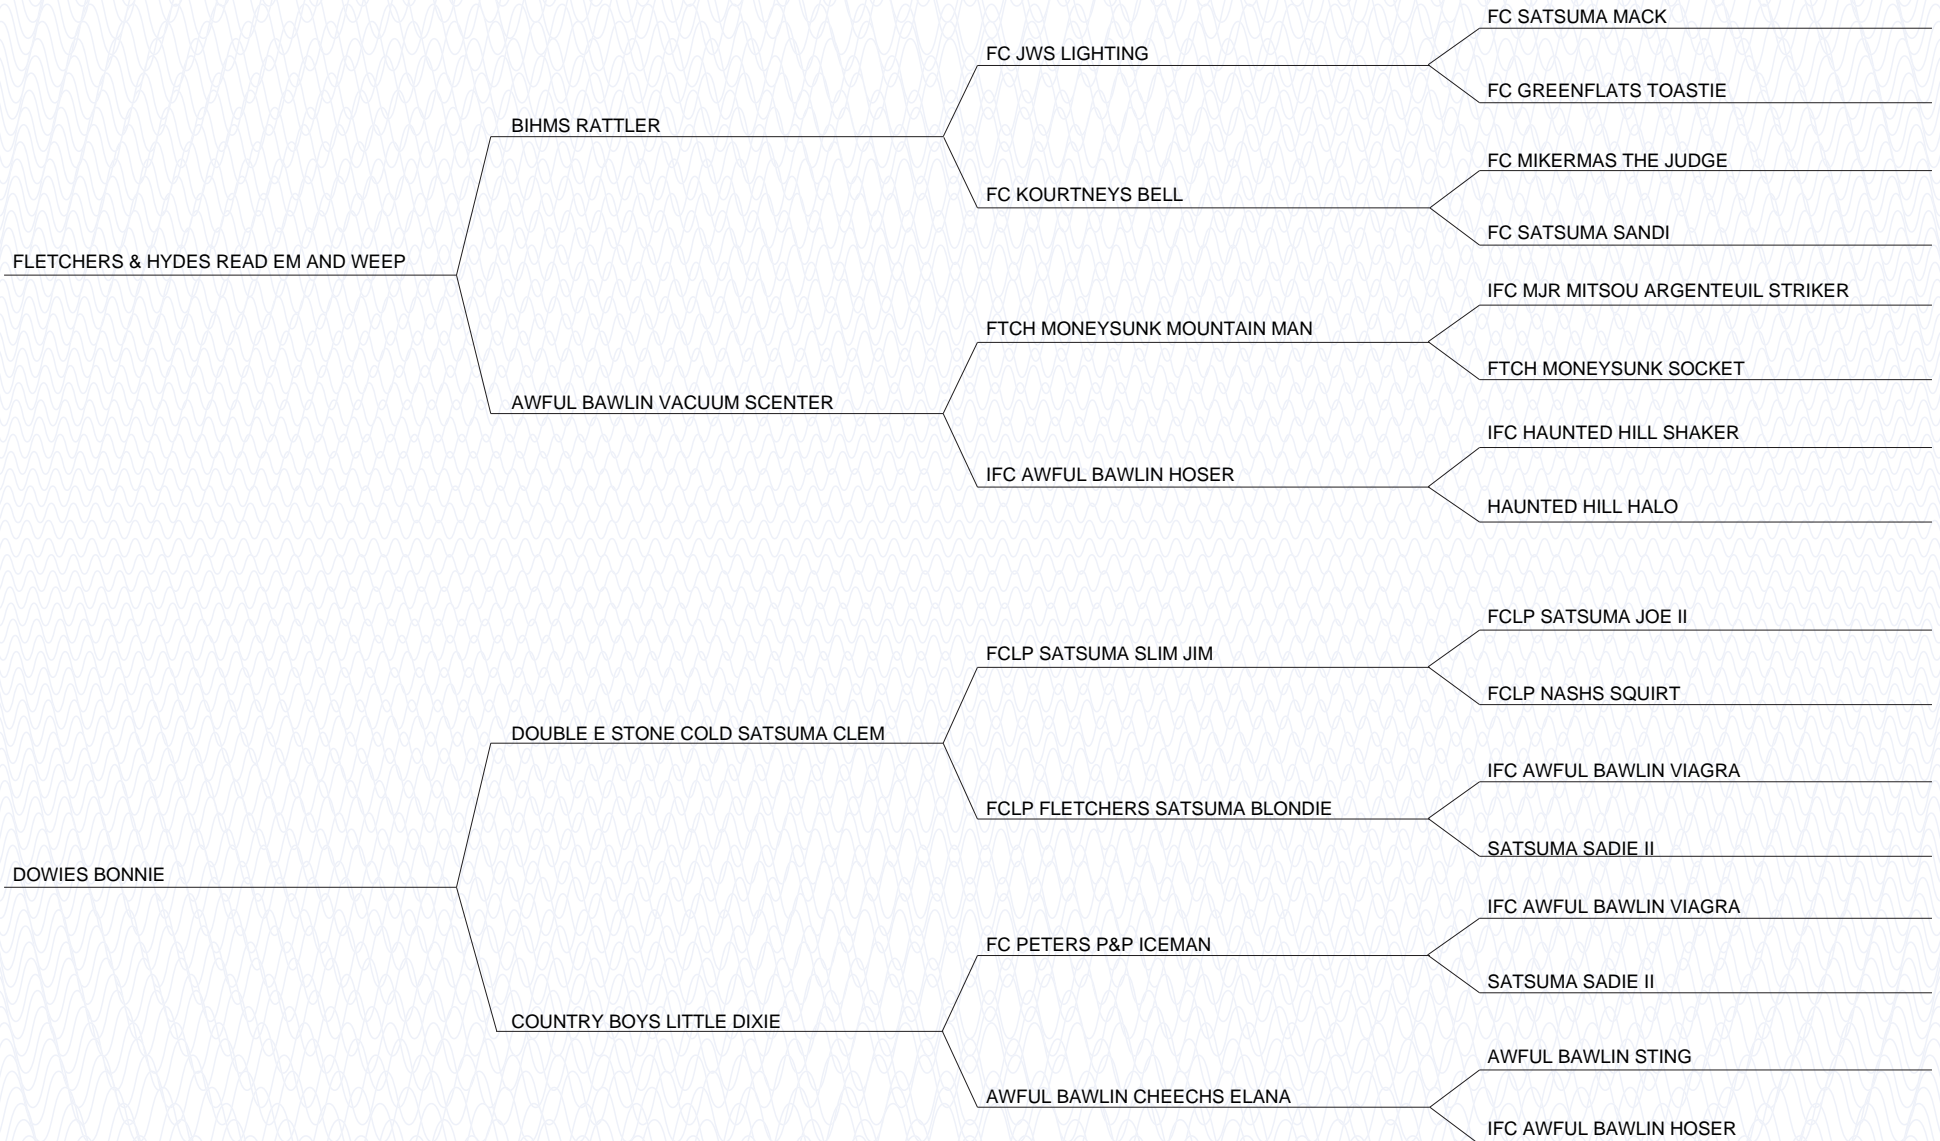 FC SATSUMA MACK
FC JWS LIGHTING
FC GREENFLATS TOASTIE
BIHMS RATTLER
FC MIKERMAS THE JUDGE
FC KOURTNEYS BELL
FC SATSUMA SANDI
FLETCHERS & HYDES READ EM AND WEEP
IFC MJR MITSOU ARGENTEUIL STRIKER
FTCH MONEYSUNK MOUNTAIN MAN
FTCH MONEYSUNK SOCKET
AWFUL BAWLIN VACUUM SCENTER
IFC HAUNTED HILL SHAKER
IFC AWFUL BAWLIN HOSER
HAUNTED HILL HALO
FCLP SATSUMA JOE II
FCLP SATSUMA SLIM JIM
FCLP NASHS SQUIRT
DOUBLE E STONE COLD SATSUMA CLEM
IFC AWFUL BAWLIN VIAGRA
FCLP FLETCHERS SATSUMA BLONDIE
SATSUMA SADIE II
DOWIES BONNIE
IFC AWFUL BAWLIN VIAGRA
FC PETERS P&P ICEMAN
SATSUMA SADIE II
COUNTRY BOYS LITTLE DIXIE
AWFUL BAWLIN STING
AWFUL BAWLIN CHEECHS ELANA
IFC AWFUL BAWLIN HOSER